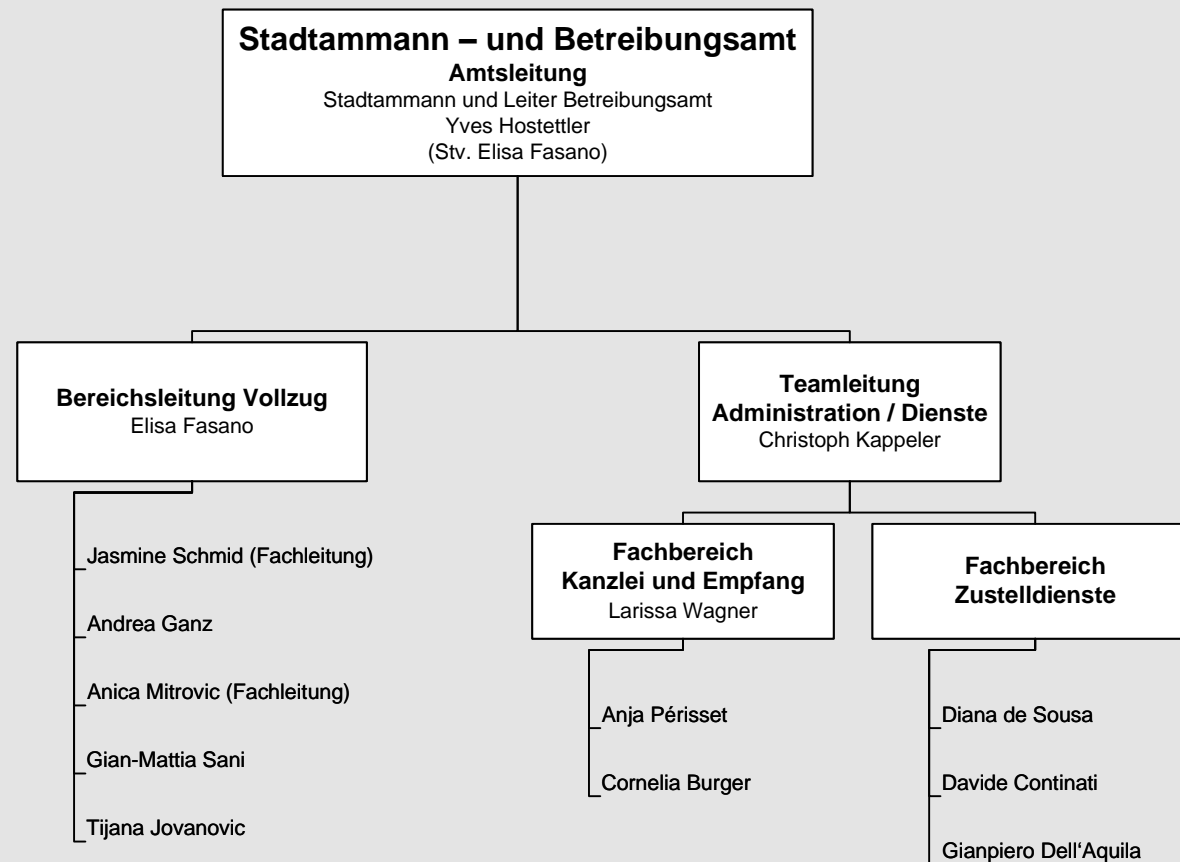 Stadtammann – und Betreibungsamt
Amtsleitung
Stadtammann und Leiter Betreibungsamt
Yves Hostettler
(Stv. Elisa Fasano)
Bereichsleitung Vollzug
Elisa Fasano
Jasmine Schmid (Fachleitung)
Andrea Ganz
Anica Mitrovic (Fachleitung)
Gian-Mattia Sani
Tijana Jovanovic
Teamleitung
Administration / Dienste
Christoph Kappeler
Fachbereich
Kanzlei und Empfang
Larissa Wagner
Anja Périsset
Cornelia Burger
Fachbereich
Zustelldienste
Diana de Sousa
Davide Continati
Gianpiero Dell'Aquila